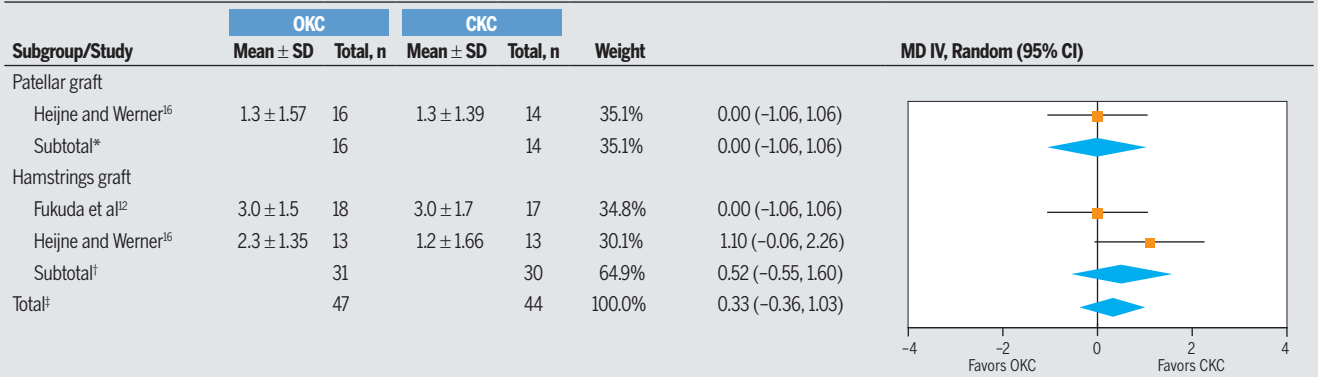 OKC CKC
Subgroup/Study Mean ± SD Total, n Mean ± SD Total, n Weight MD IV, Random (95% CI)
Patellar graft
Heijne and Werner16 1.3 ± 1.57 16 1.3 ± 1.39 14 35.1% 0.00 (–1.06, 1.06)
Subtotal* 16 14 35.1% 0.00 (–1.06, 1.06)
Hamstrings graft
Fukuda et al12 3.0 ± 1.5 18 3.0 ± 1.7 17 34.8% 0.00 (–1.06, 1.06)
Heijne and Werner16 2.3 ± 1.35 13 1.2 ± 1.66 13 30.1% 1.10 (–0.06, 2.26)
Subtotal† 31 30 64.9% 0.52 (–0.55, 1.60)
Total‡ 47 44 100.0% 0.33 (–0.36, 1.03)
–4 –2 0 2 4
Favors OKC Favors CKC